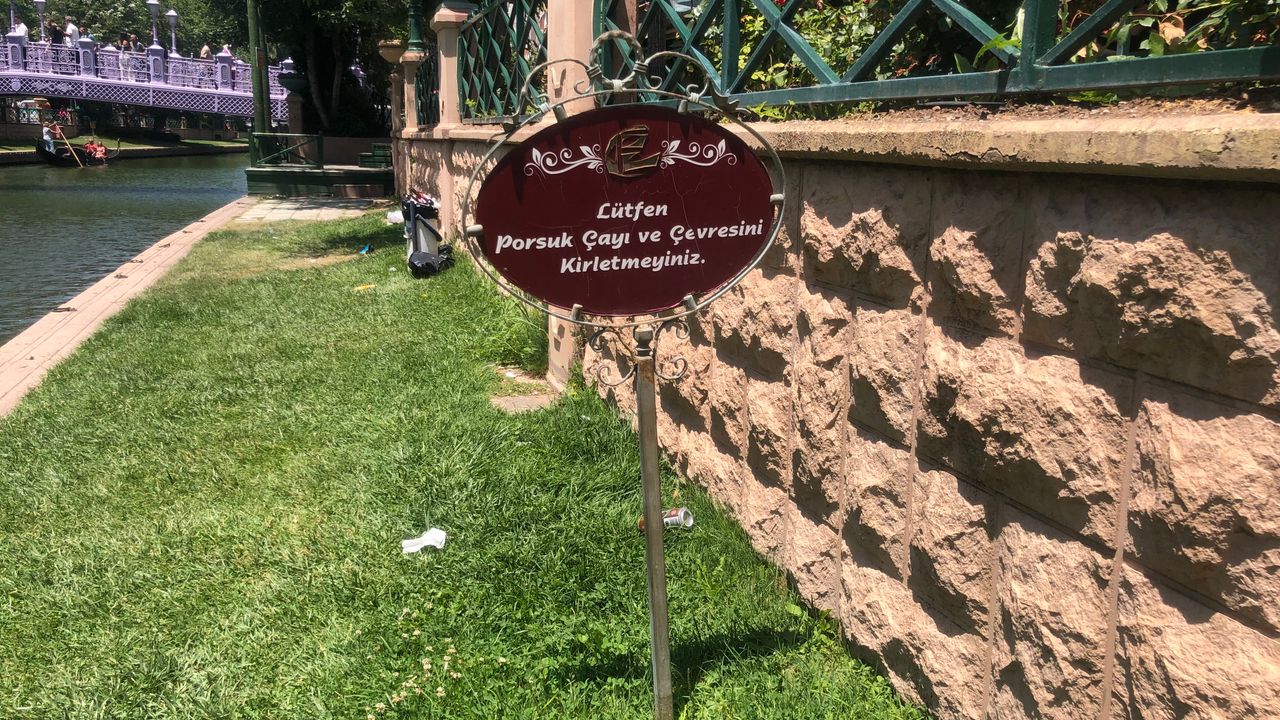 Lütfen
Porsuk Çayı ve Çevresini
Kirletmeyiniz.